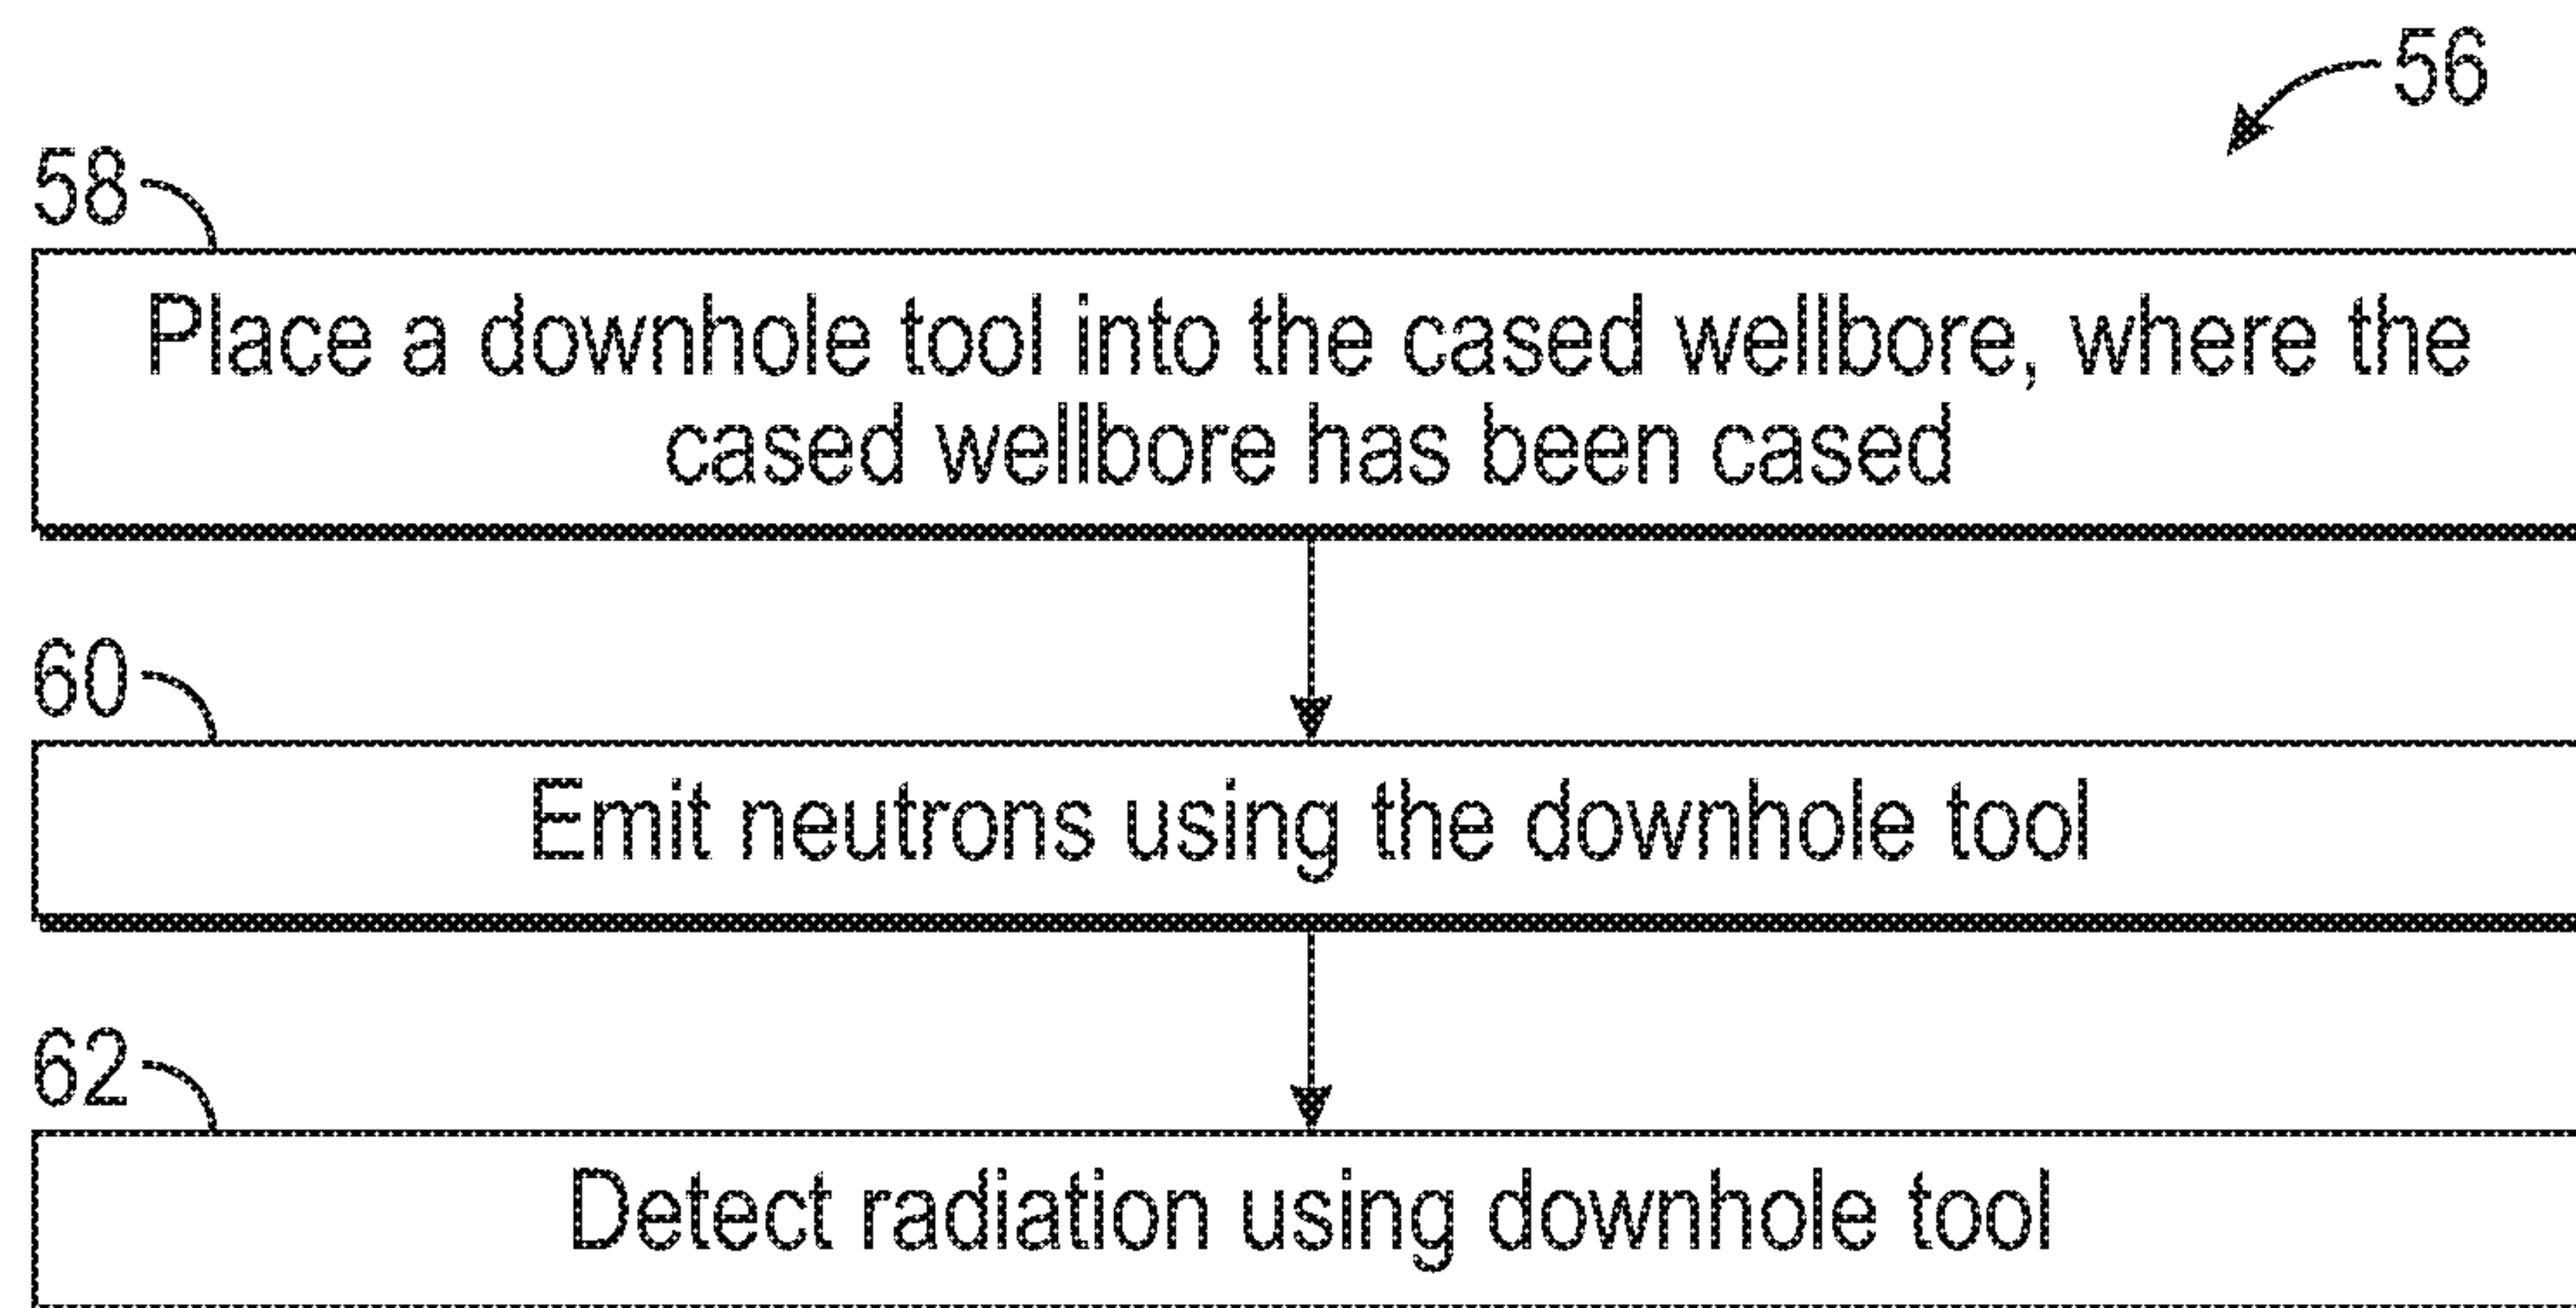 56
58
Place a downhole tool into the cased wellbore, where the
cased wellbore has been cased
60
Emit neutrons using the downhole tool
62
Detect radiation using downhole tool